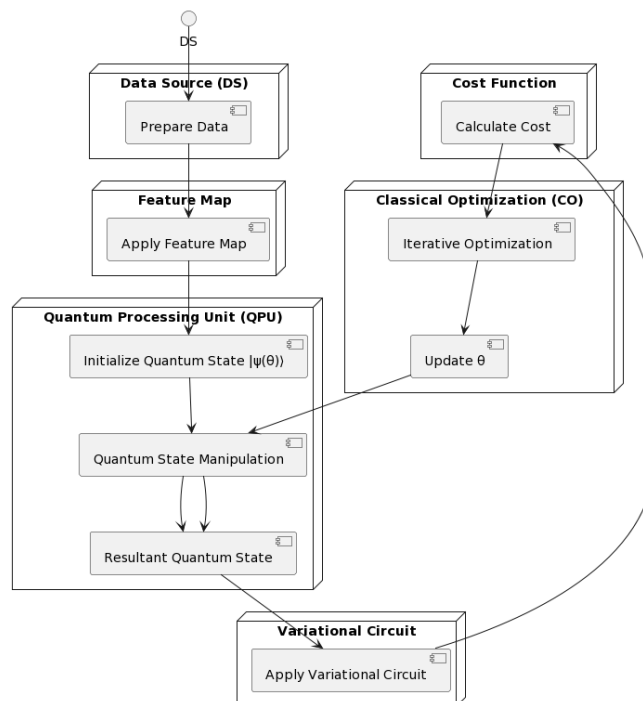 DS
Data Source (DS)
Prepare Data
Feature Map
Apply Feature Map
Quantum Processing Unit (QPU)
Initialize Quantum State |ψ(θ)⟩
Quantum State Manipulation
Resultant Quantum State
Variational Circuit
Apply Variational Circuit
Cost Function
Calculate Cost
Classical Optimization (CO)
Iterative Optimization
Update θ